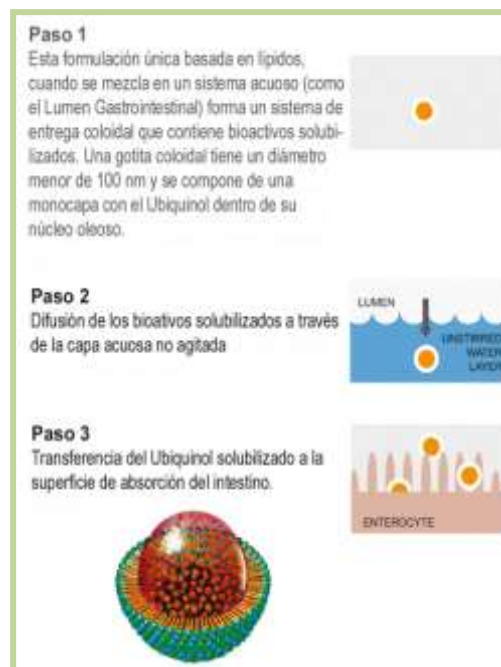 Paso 1
Esta formulación única basada en lípidos,
cuando se mezcla en un sistema acuoso (como
el Lumen Gastrointestinal) forma un sistema de
entrega coloidal que contiene bioactivos solubi-
lizados. Una gotita coloidal tiene un diámetro
menor de 100 nm y se compone de una
monocapa con el Ubiquinol dentro de su
núcleo oleoso.
Paso 2
Difusión de los bioativos solubilizados a través
de la capa acuosa no agitada
LUMEN
UNSTIRRED
WATER
LAYER
Paso 3
Transferencia del Ubiquinol solubilizado a la
superficie de absorción del intestino.
ENTEROCYTE